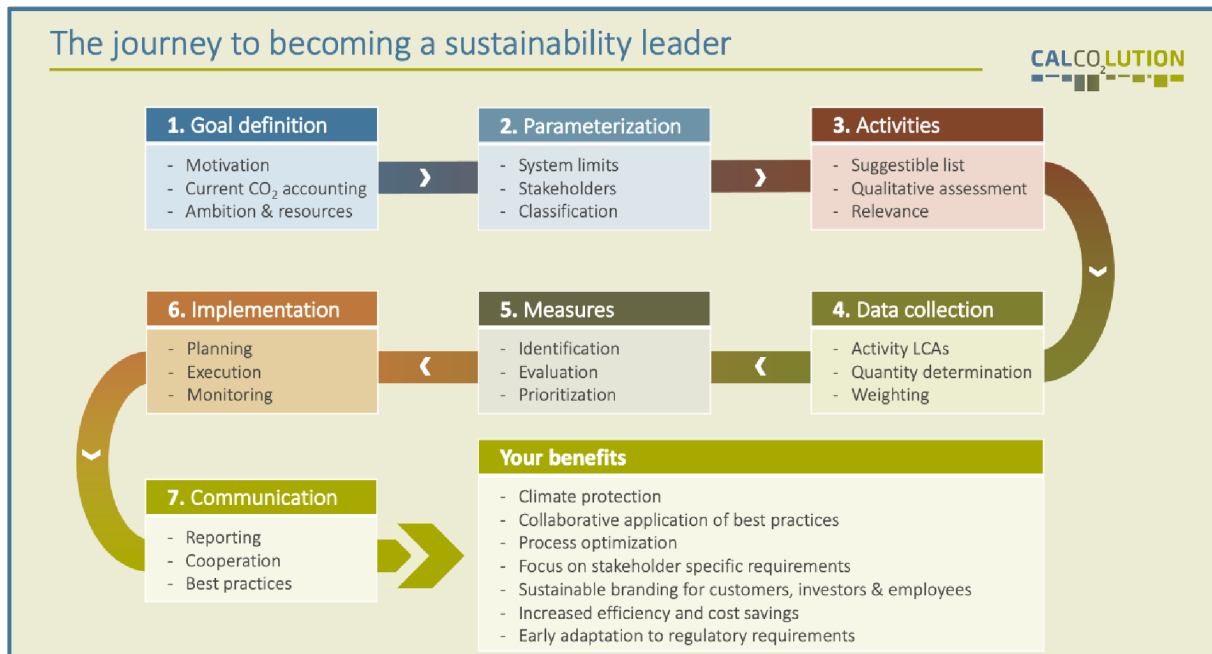 The journey to becoming a sustainability leader
CALCO₂LUTION
1. Goal definition
- Motivation
- Current CO₂ accounting
- Ambition & resources
2. Parameterization
- System limits
- Stakeholders
- Classification
3. Activities
- Suggestible list
- Qualitative assessment
- Relevance
4. Data collection
- Activity LCAs
- Quantity determination
- Weighting
5. Measures
- Identification
- Evaluation
- Prioritization
6. Implementation
- Planning
- Execution
- Monitoring
7. Communication
- Reporting
- Cooperation
- Best practices
Your benefits
- Climate protection
- Collaborative application of best practices
- Process optimization
- Focus on stakeholder specific requirements
- Sustainable branding for customers, investors & employees
- Increased efficiency and cost savings
- Early adaptation to regulatory requirements